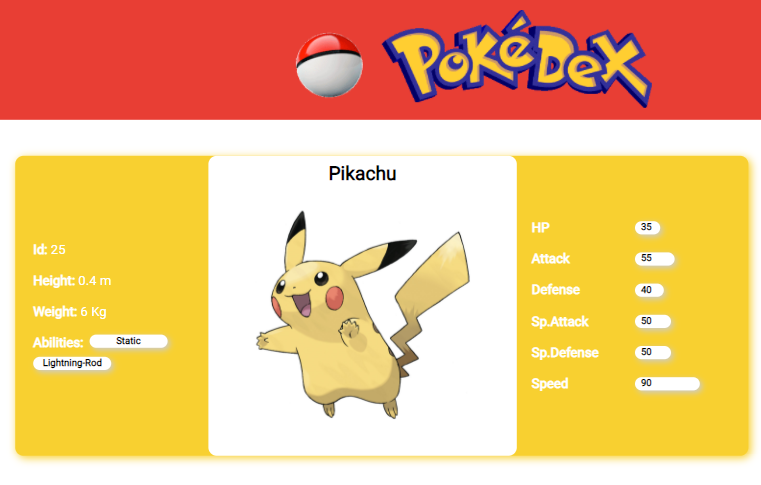 PoKéDeX
Pikachu
Id: 25
Height: 0.4 m
Weight: 6 Kg
Abilities: Static
Lightning-Rod
HP 35
Attack 55
Defense 40
Sp.Attack 50
Sp.Defense 50
Speed 90